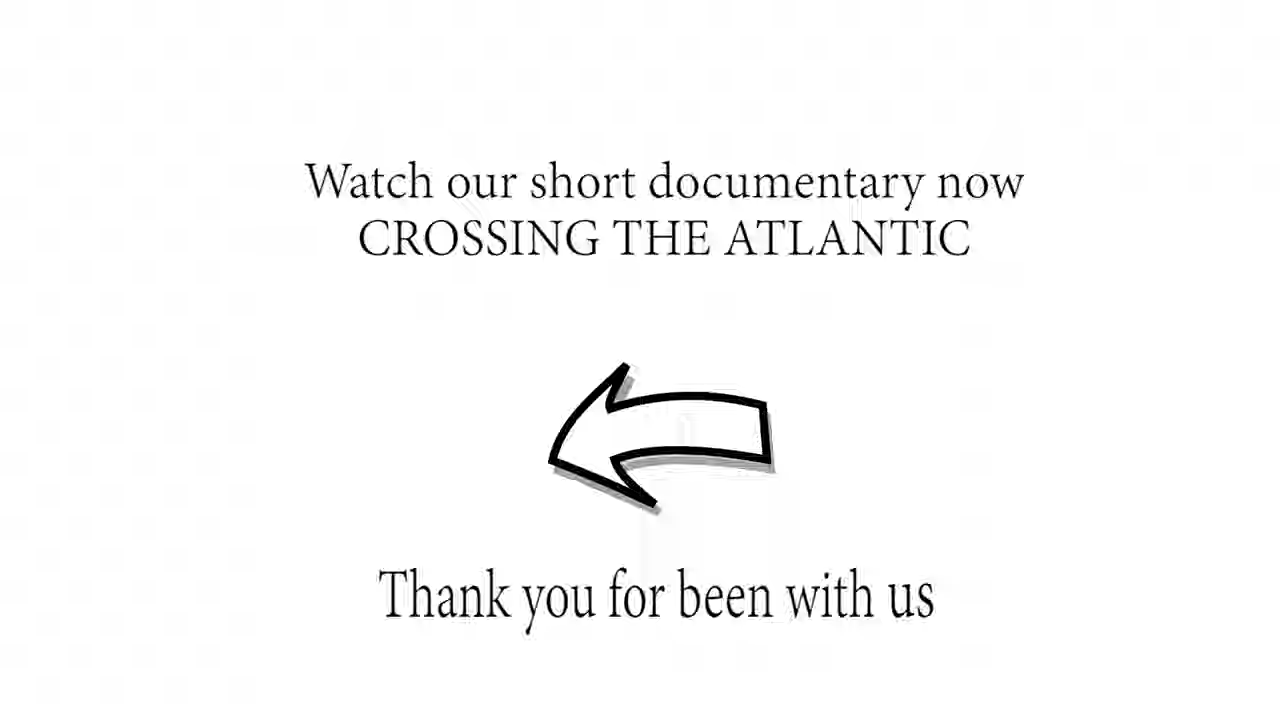 Watch our short documentary now
CROSSING THE ATLANTIC
Thank you for been with us